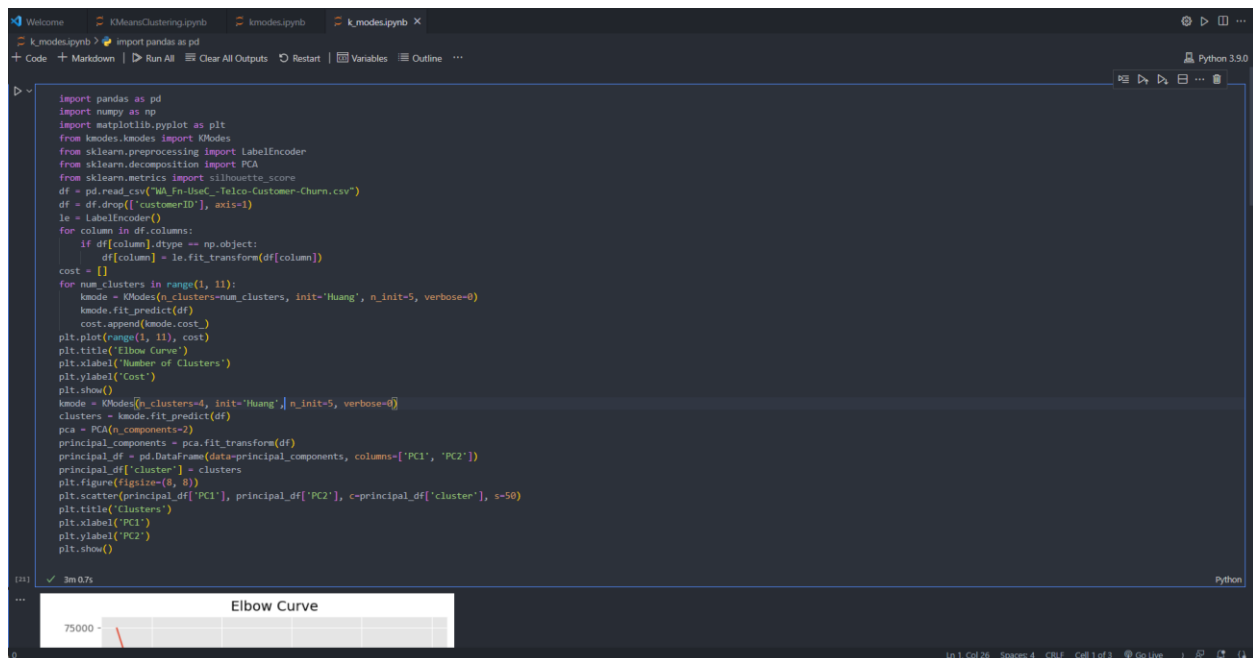 Welcome KMeansClustering.ipynb kmodes.ipynb k_modes.ipynb
k_modes.ipynb > import pandas as pd
+ Code + Markdown | Run All Clear All Outputs Restart | Variables Outline ... Python 3.9.0
import pandas as pd
import numpy as np
import matplotlib.pyplot as plt
from kmodes.kmodes import KModes
from sklearn.preprocessing import LabelEncoder
from sklearn.decomposition import PCA
from sklearn.metrics import silhouette_score
df = pd.read_csv("WA_Fn-UseC_-Telco-Customer-Churn.csv")
df = df.drop(['customerID'], axis=1)
le = LabelEncoder()
for column in df.columns:
    if df[column].dtype == np.object:
        df[column] = le.fit_transform(df[column])
cost = []
for num_clusters in range(1, 11):
    kmode = KModes(n_clusters=num_clusters, init='Huang', n_init=5, verbose=0)
    kmode.fit_predict(df)
    cost.append(kmode.cost_)
plt.plot(range(1, 11), cost)
plt.title('Elbow Curve')
plt.xlabel('Number of Clusters')
plt.ylabel('Cost')
plt.show()
kmode = KModes(n_clusters=4, init='Huang', n_init=5, verbose=0)
clusters = kmode.fit_predict(df)
pca = PCA(n_components=2)
principal_components = pca.fit_transform(df)
principal_df = pd.DataFrame(data=principal_components, columns=['PC1', 'PC2'])
principal_df['cluster'] = clusters
plt.figure(figsize=(8, 8))
plt.scatter(principal_df['PC1'], principal_df['PC2'], c=principal_df['cluster'], s=50)
plt.title('Clusters')
plt.xlabel('PC1')
plt.ylabel('PC2')
plt.show()
3m 0.7s Python
Elbow Curve
75000
Ln 1, Col 26 Spaces: 4 CRLF Cell 1 of 3 Go Live